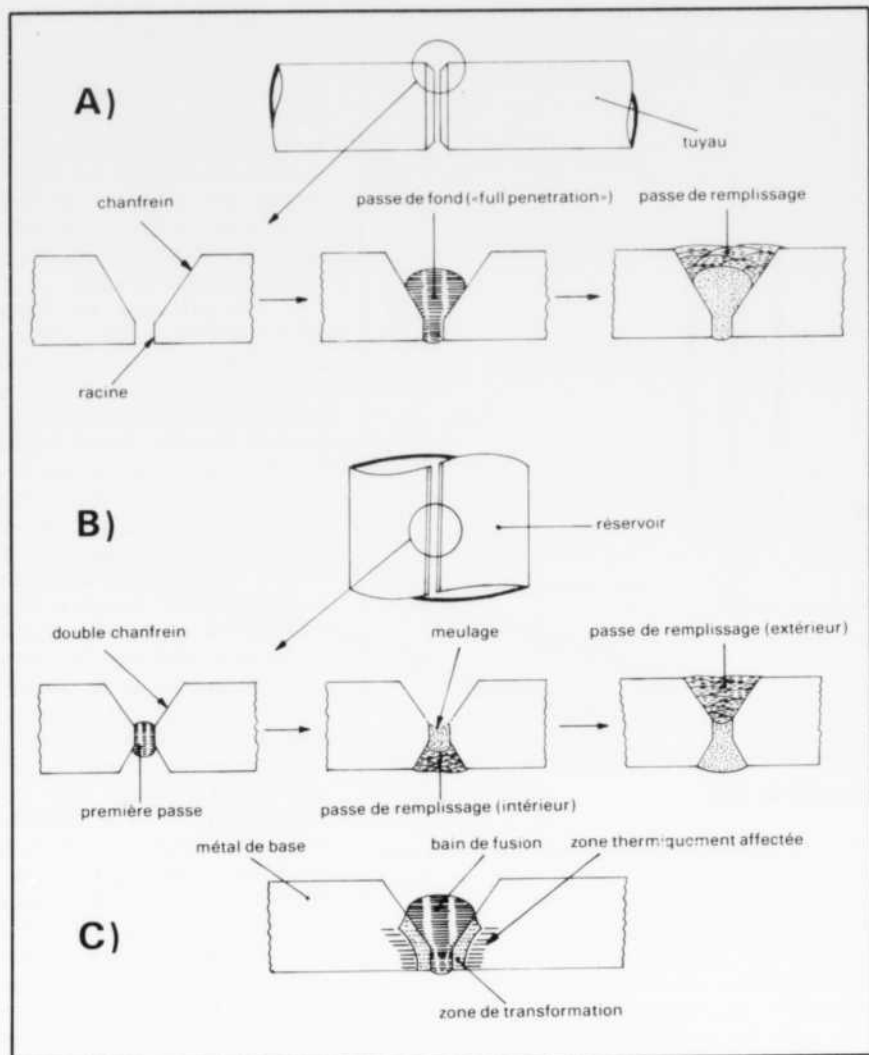 A)
tuyau
chanfrein
passe de fond («full penetration»)
passe de remplissage
racine
B)
réservoir
double chanfrein
meulage
passe de remplissage (extérieur)
première passe
passe de remplissage (intérieur)
métal de base
bain de fusion
zone thermiquement affectée
C)
zone de transformation